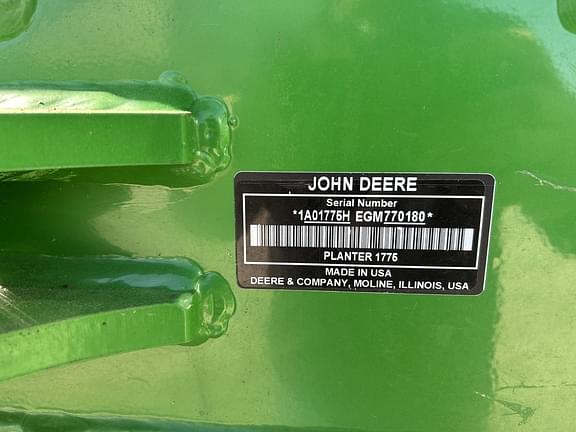 JOHN DEERE
Serial Number
*1A01775H EGM770180*
PLANTER 1775
MADE IN USA
DEERE & COMPANY, MOLINE, ILLINOIS, USA